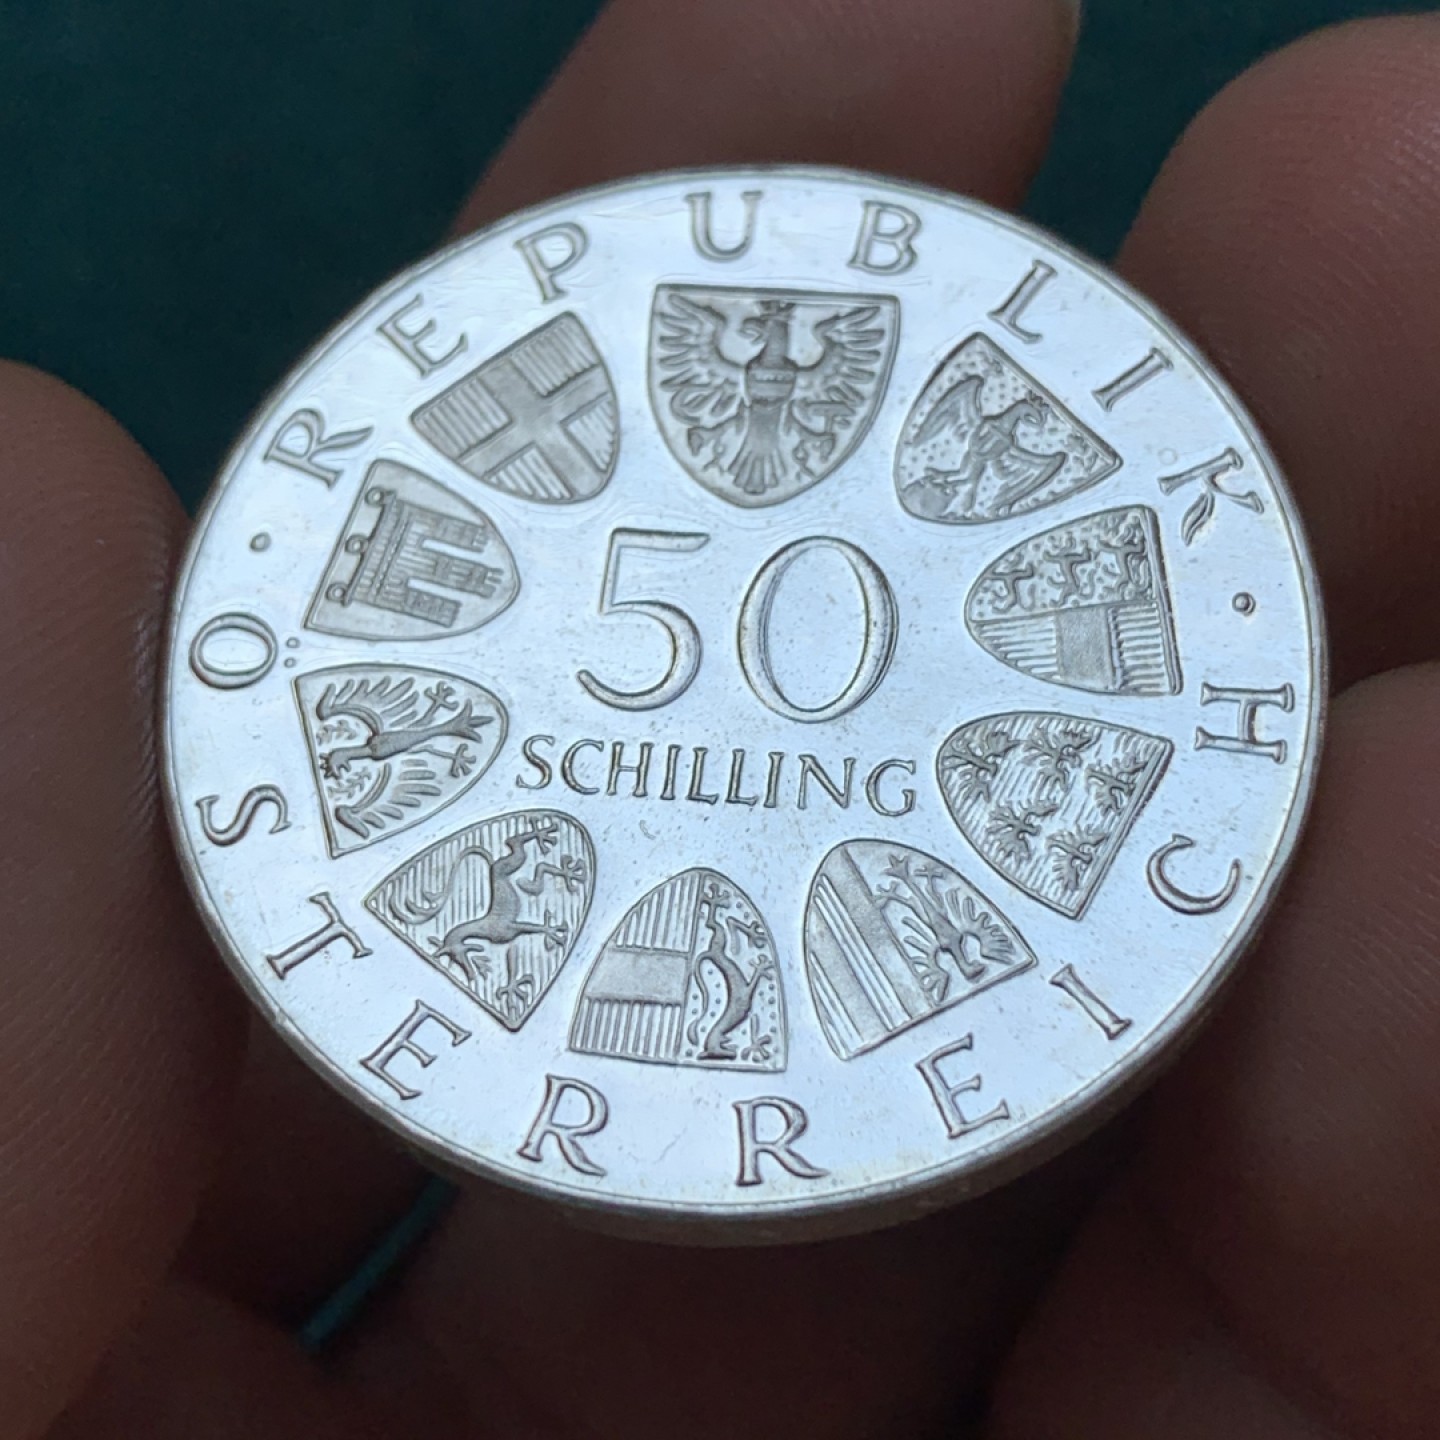 REPUBLIK · ÖSTERREICH ·
50
SCHILLING